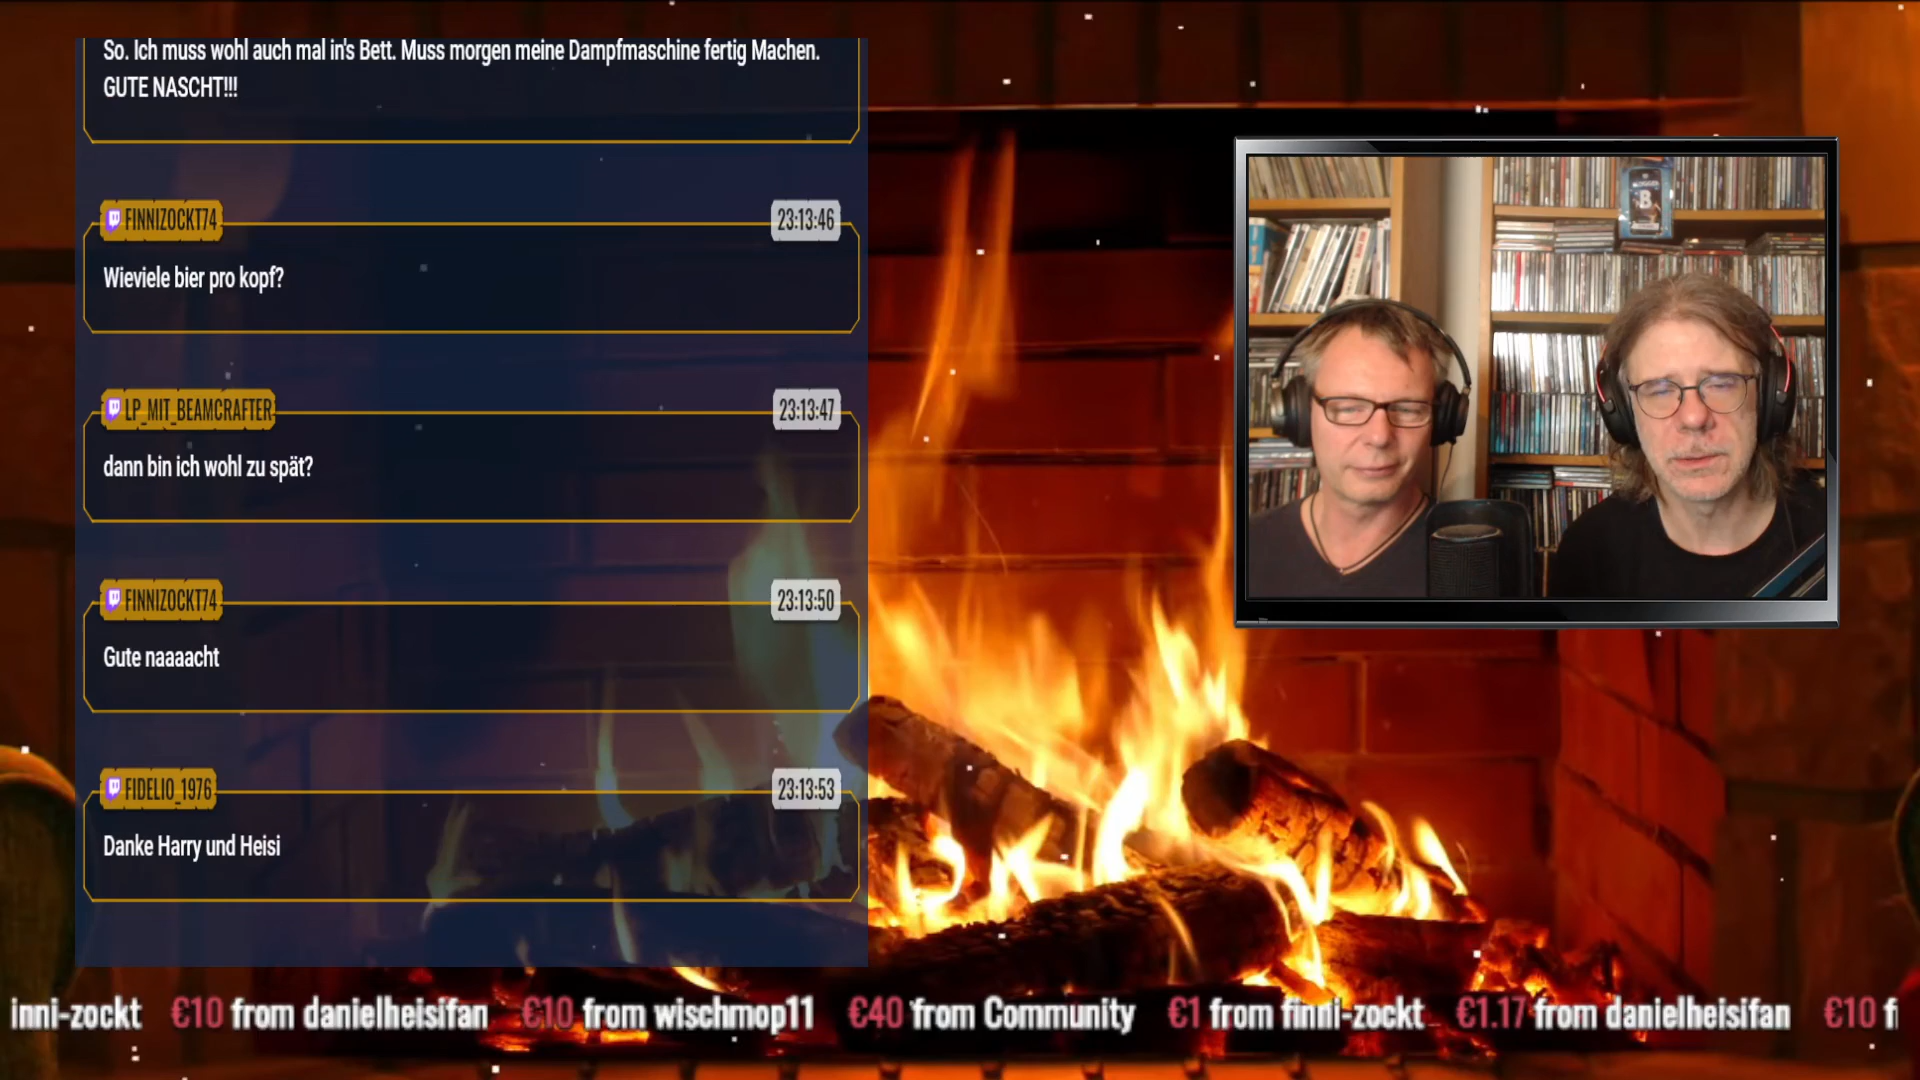 So. Ich muss wohl auch mal in's Bett. Muss morgen meine Dampfmaschine fertig Machen.
GUTE NASCHT!!!
FINNIZOCKT74 23:13:46
Wieviele bier pro kopf?
LP_MIT_BEAMCRAFTER 23:13:47
dann bin ich wohl zu spät?
FINNIZOCKT74 23:13:50
Gute naaaacht
FIDELIO_1976 23:13:53
Danke Harry und Heisi
inni-zockt €10 from danielheisifan €10 from wischmop11 €40 from Community €1 from finni-zockt €1.17 from danielheisifan €10 f
B